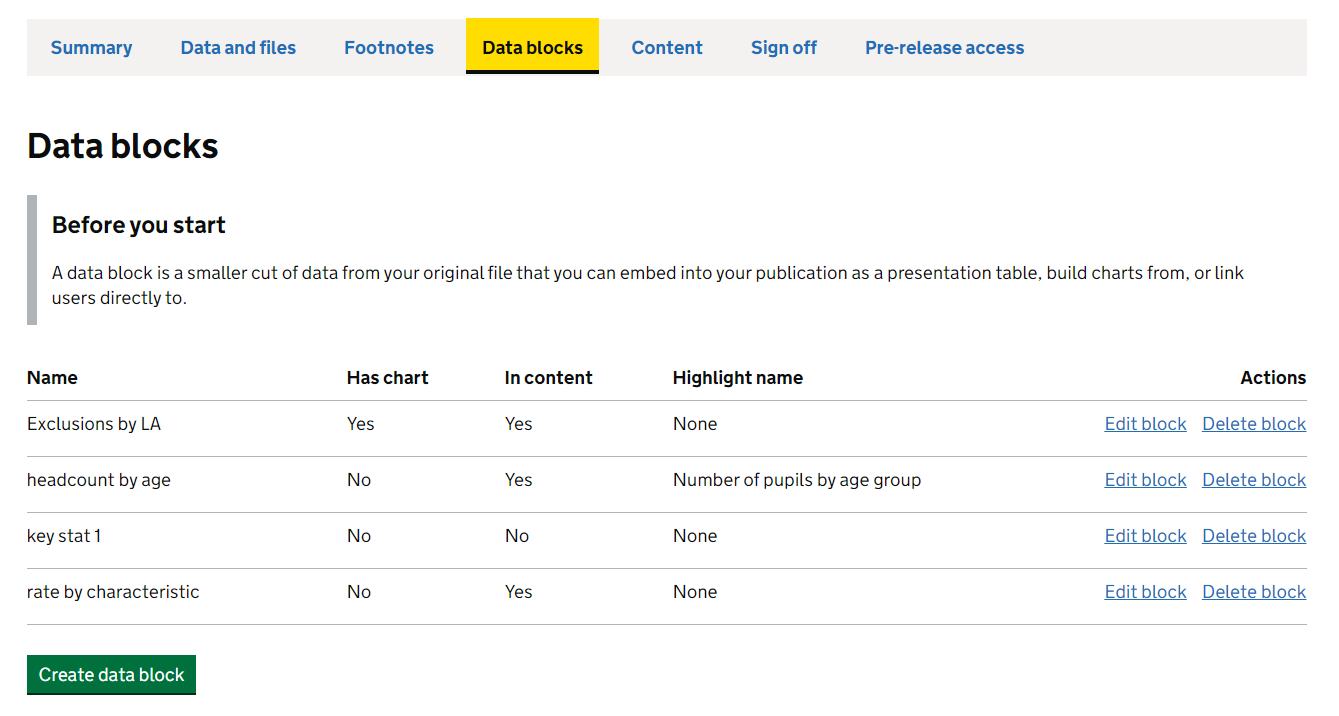 Summary Data and files Footnotes Data blocks Content Sign off Pre-release access
Data blocks
Before you start
A data block is a smaller cut of data from your original file that you can embed into your publication as a presentation table, build charts from, or link
users directly to.
Name Has chart In content Highlight name Actions
Exclusions by LA Yes Yes None Edit block Delete block
headcount by age No Yes Number of pupils by age group Edit block Delete block
key stat 1 No No None Edit block Delete block
rate by characteristic No Yes None Edit block Delete block
Create data block